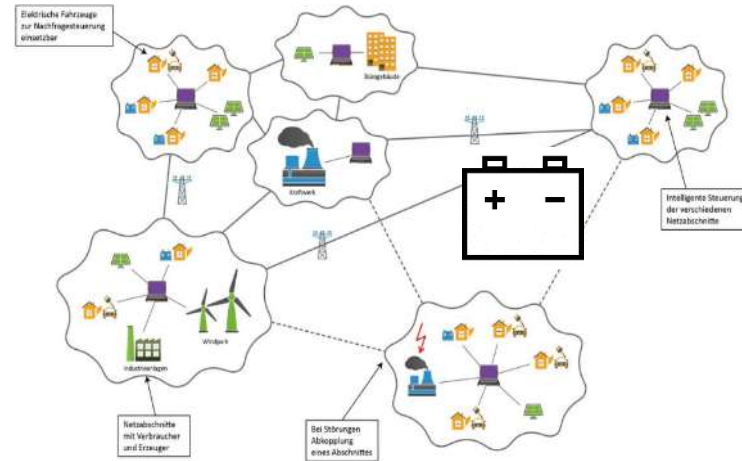 Elektrische Fahrzeuge
zur Nachfragesteuerung
einsetzbar
Bürogebäude
Kraftwerk
+ −
Intelligente Steuerung
der verschiedenen
Netzabschnitte
Windpark
Industrieanlagen
Netzabschnitte
mit Verbraucher
und Erzeuger
Bei Störungen
Abkopplung
eines Abschnittes